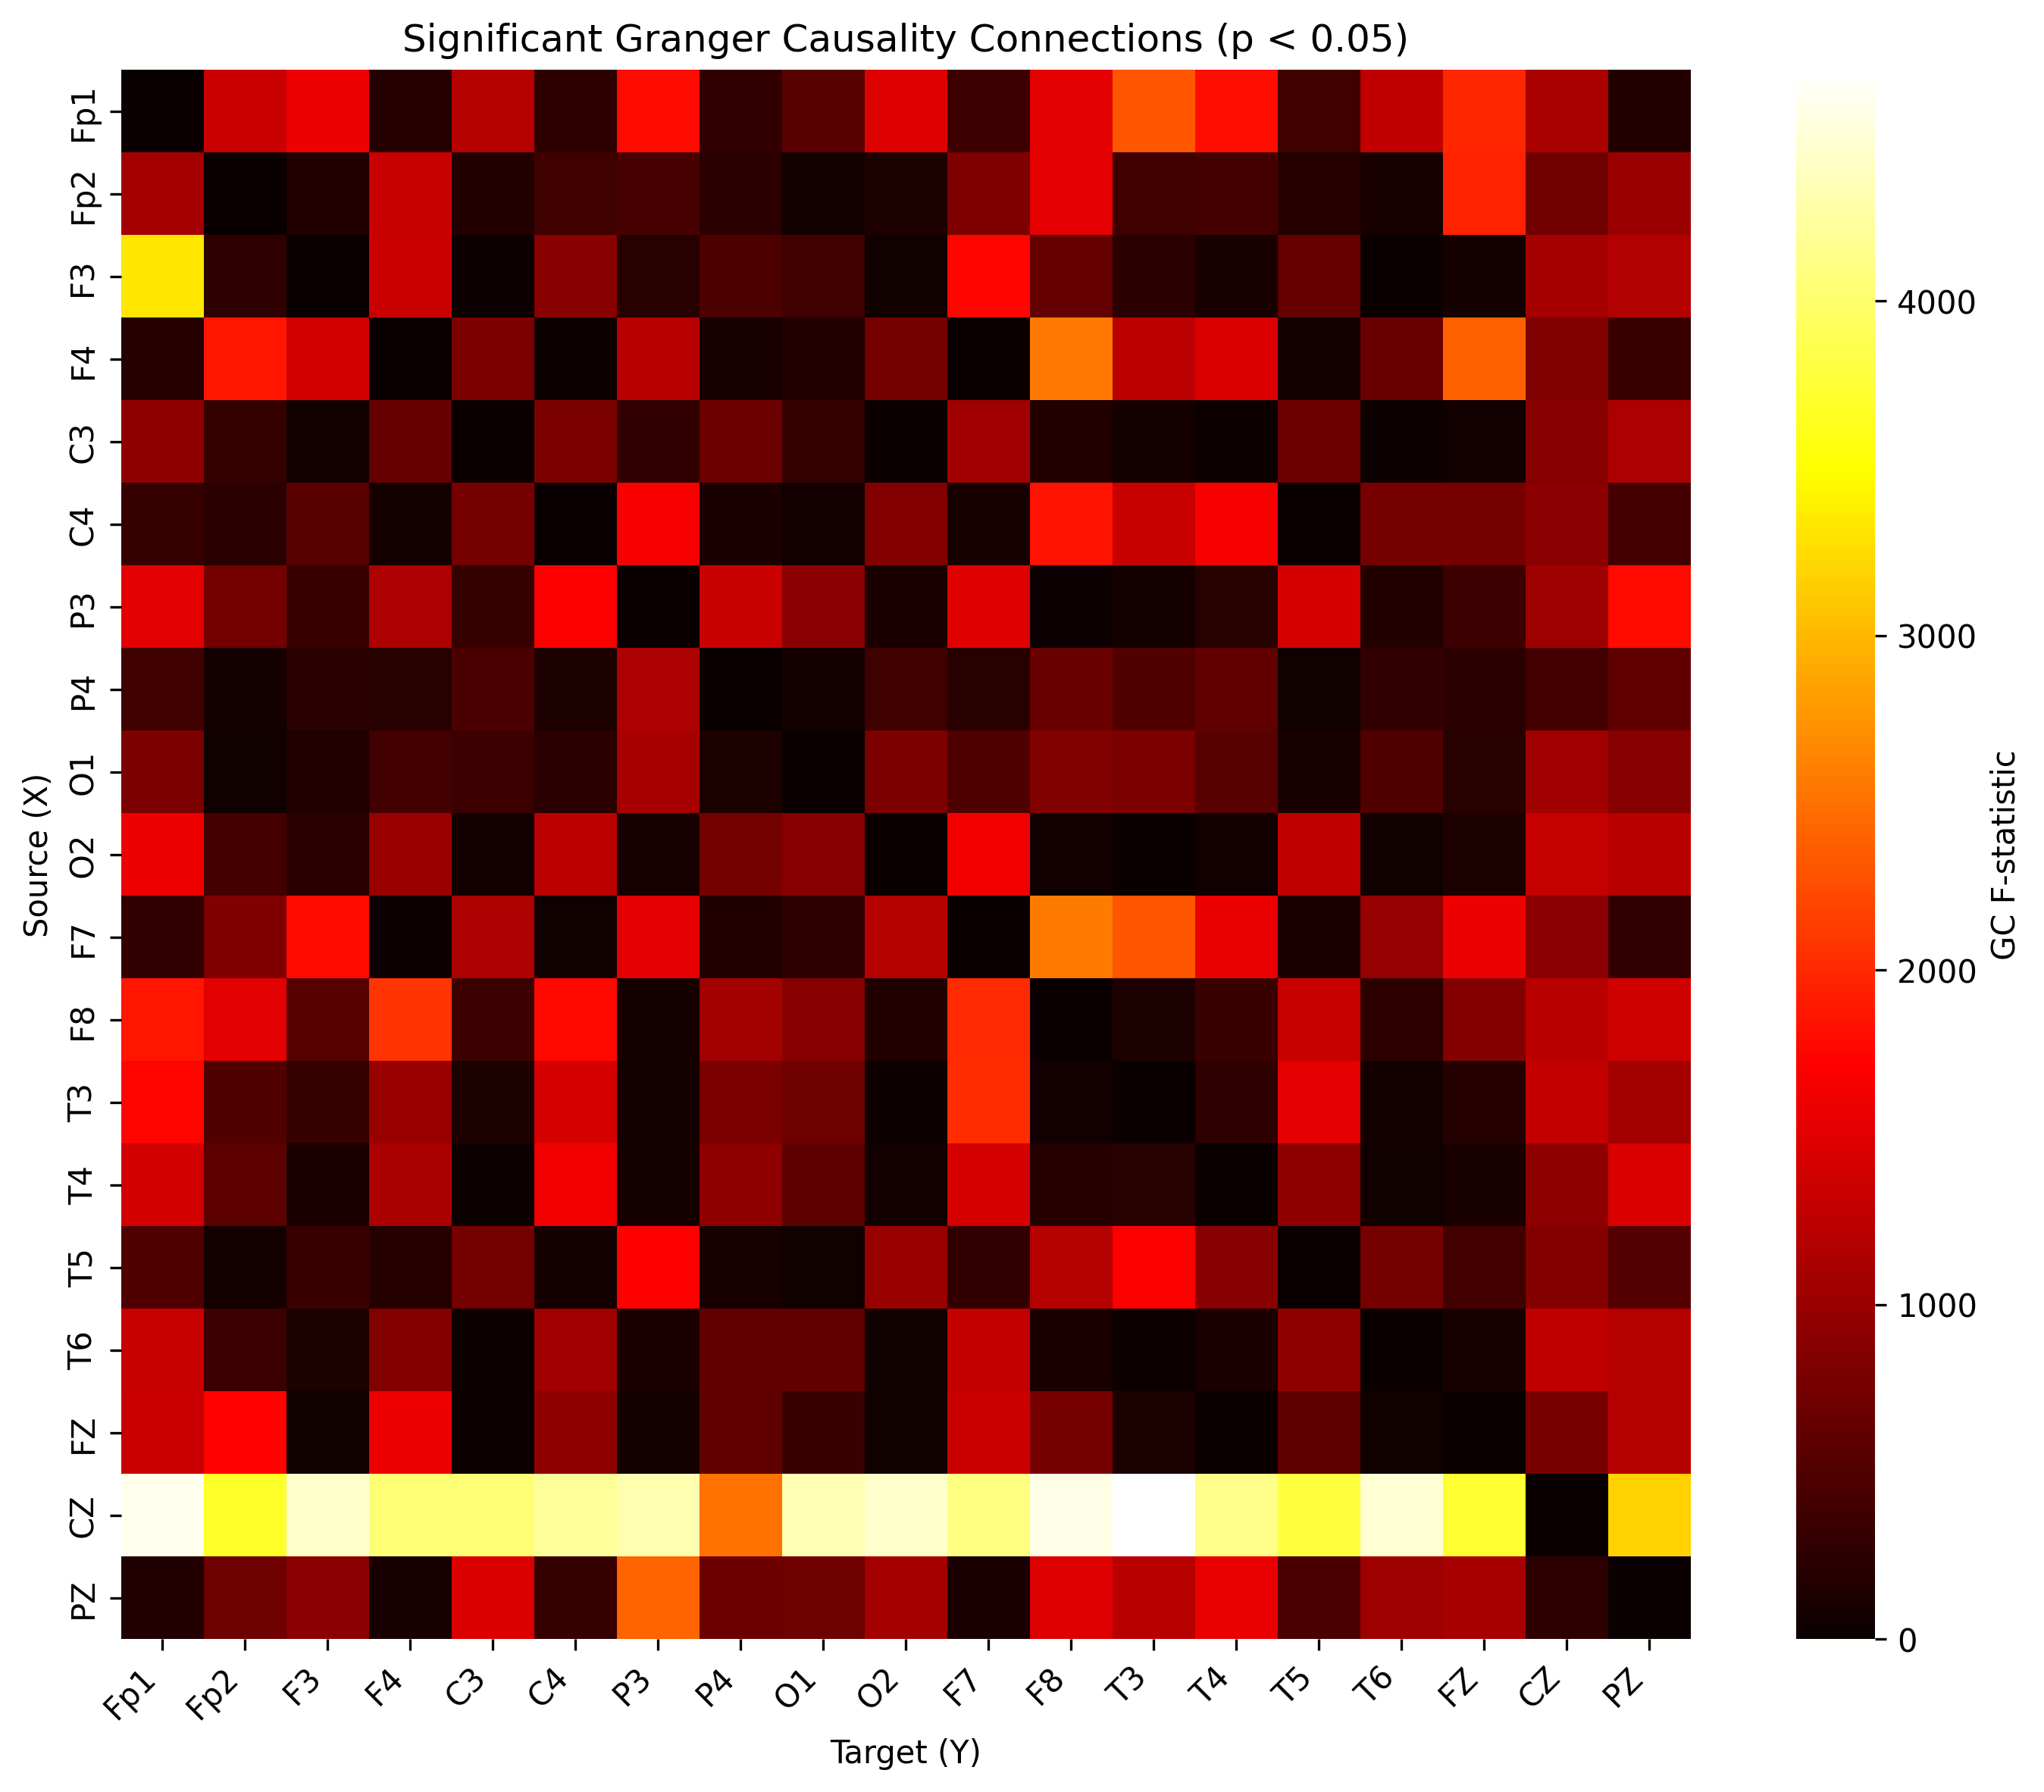 Significant Granger Causality Connections (p < 0.05)
Source (X)
Fp1
Fp2
F3
F4
C3
C4
P3
P4
O1
O2
F7
F8
T3
T4
T5
T6
FZ
CZ
PZ
Fp1 Fp2 F3 F4 C3 C4 P3 P4 O1 O2 F7 F8 T3 T4 T5 T6 FZ CZ PZ
Target (Y)
4000
3000
2000
1000
0
GC F-statistic